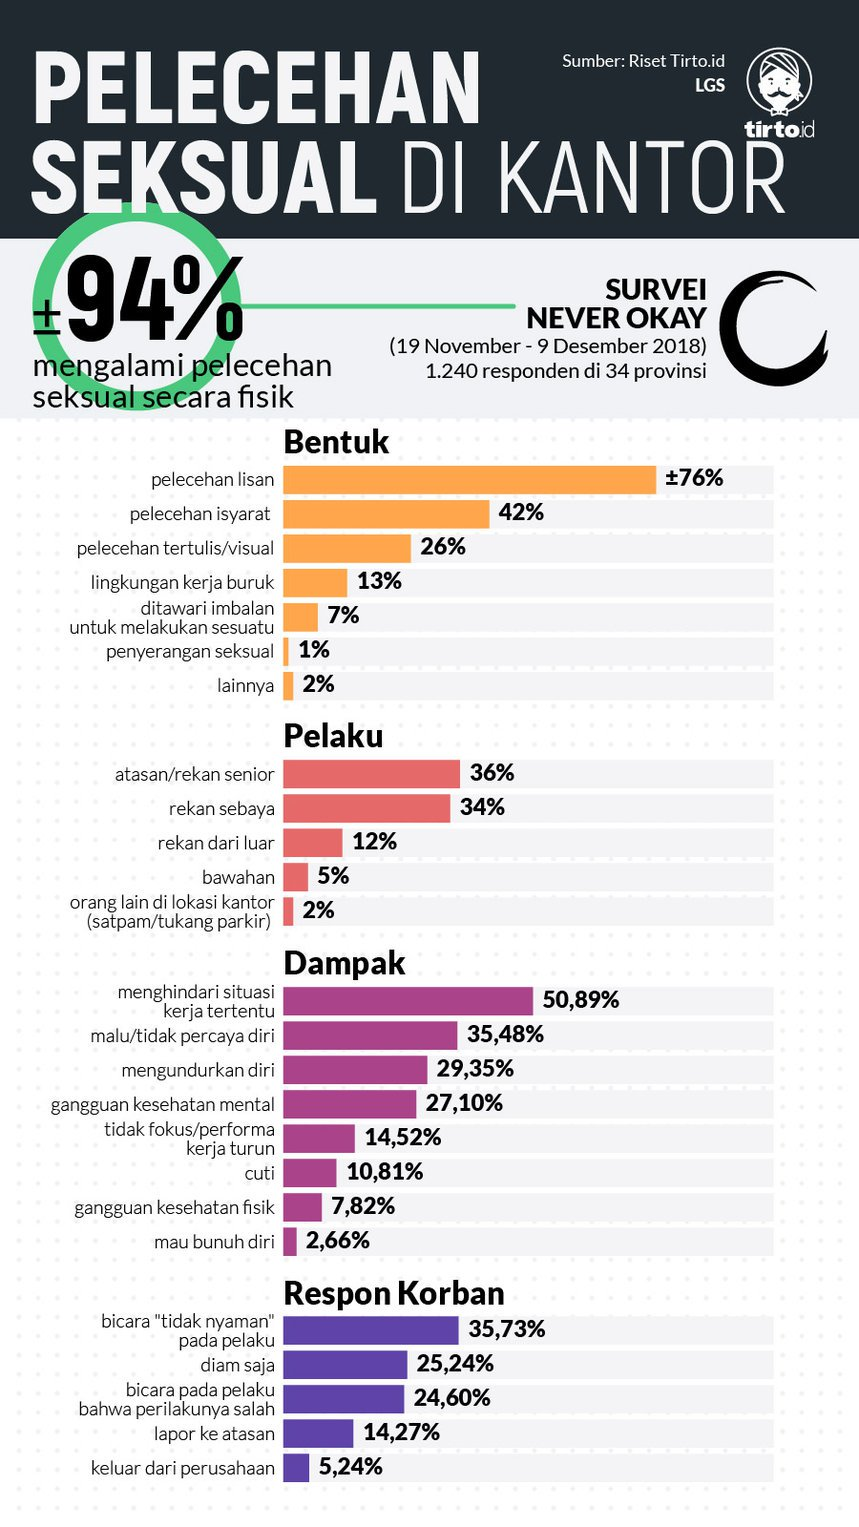 PELECEHAN
SEKSUAL DI KANTOR
Sumber: Riset Tirto.id
LGS
tirto.id
±94%
mengalami pelecehan
seksual secara fisik
SURVEI
NEVER OKAY
(19 November - 9 Desember 2018)
1.240 responden di 34 provinsi
Bentuk
pelecehan lisan ±76%
pelecehan isyarat 42%
pelecehan tertulis/visual 26%
lingkungan kerja buruk 13%
ditawari imbalan
untuk melakukan sesuatu 7%
penyerangan seksual 1%
lainnya 2%
Pelaku
atasan/rekan senior 36%
rekan sebaya 34%
rekan dari luar 12%
bawahan 5%
orang lain di lokasi kantor
(satpam/tukang parkir) 2%
Dampak
menghindari situasi
kerja tertentu 50,89%
malu/tidak percaya diri 35,48%
mengundurkan diri 29,35%
gangguan kesehatan mental 27,10%
tidak fokus/performa
kerja turun 14,52%
cuti 10,81%
gangguan kesehatan fisik 7,82%
mau bunuh diri 2,66%
Respon Korban
bicara "tidak nyaman"
pada pelaku 35,73%
diam saja 25,24%
bicara pada pelaku
bahwa perilakunya salah 24,60%
lapor ke atasan 14,27%
keluar dari perusahaan 5,24%